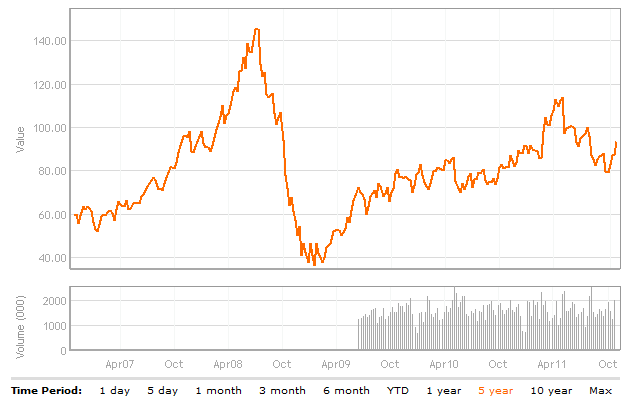 140.00
120.00
100.00
80.00
60.00
40.00
Value
2000
1000
0
Volume (000)
Apr07 Oct Apr08 Oct Apr09 Oct Apr10 Oct Apr11 Oct
Time Period: 1 day 5 day 1 month 3 month 6 month YTD 1 year 5 year 10 year Max